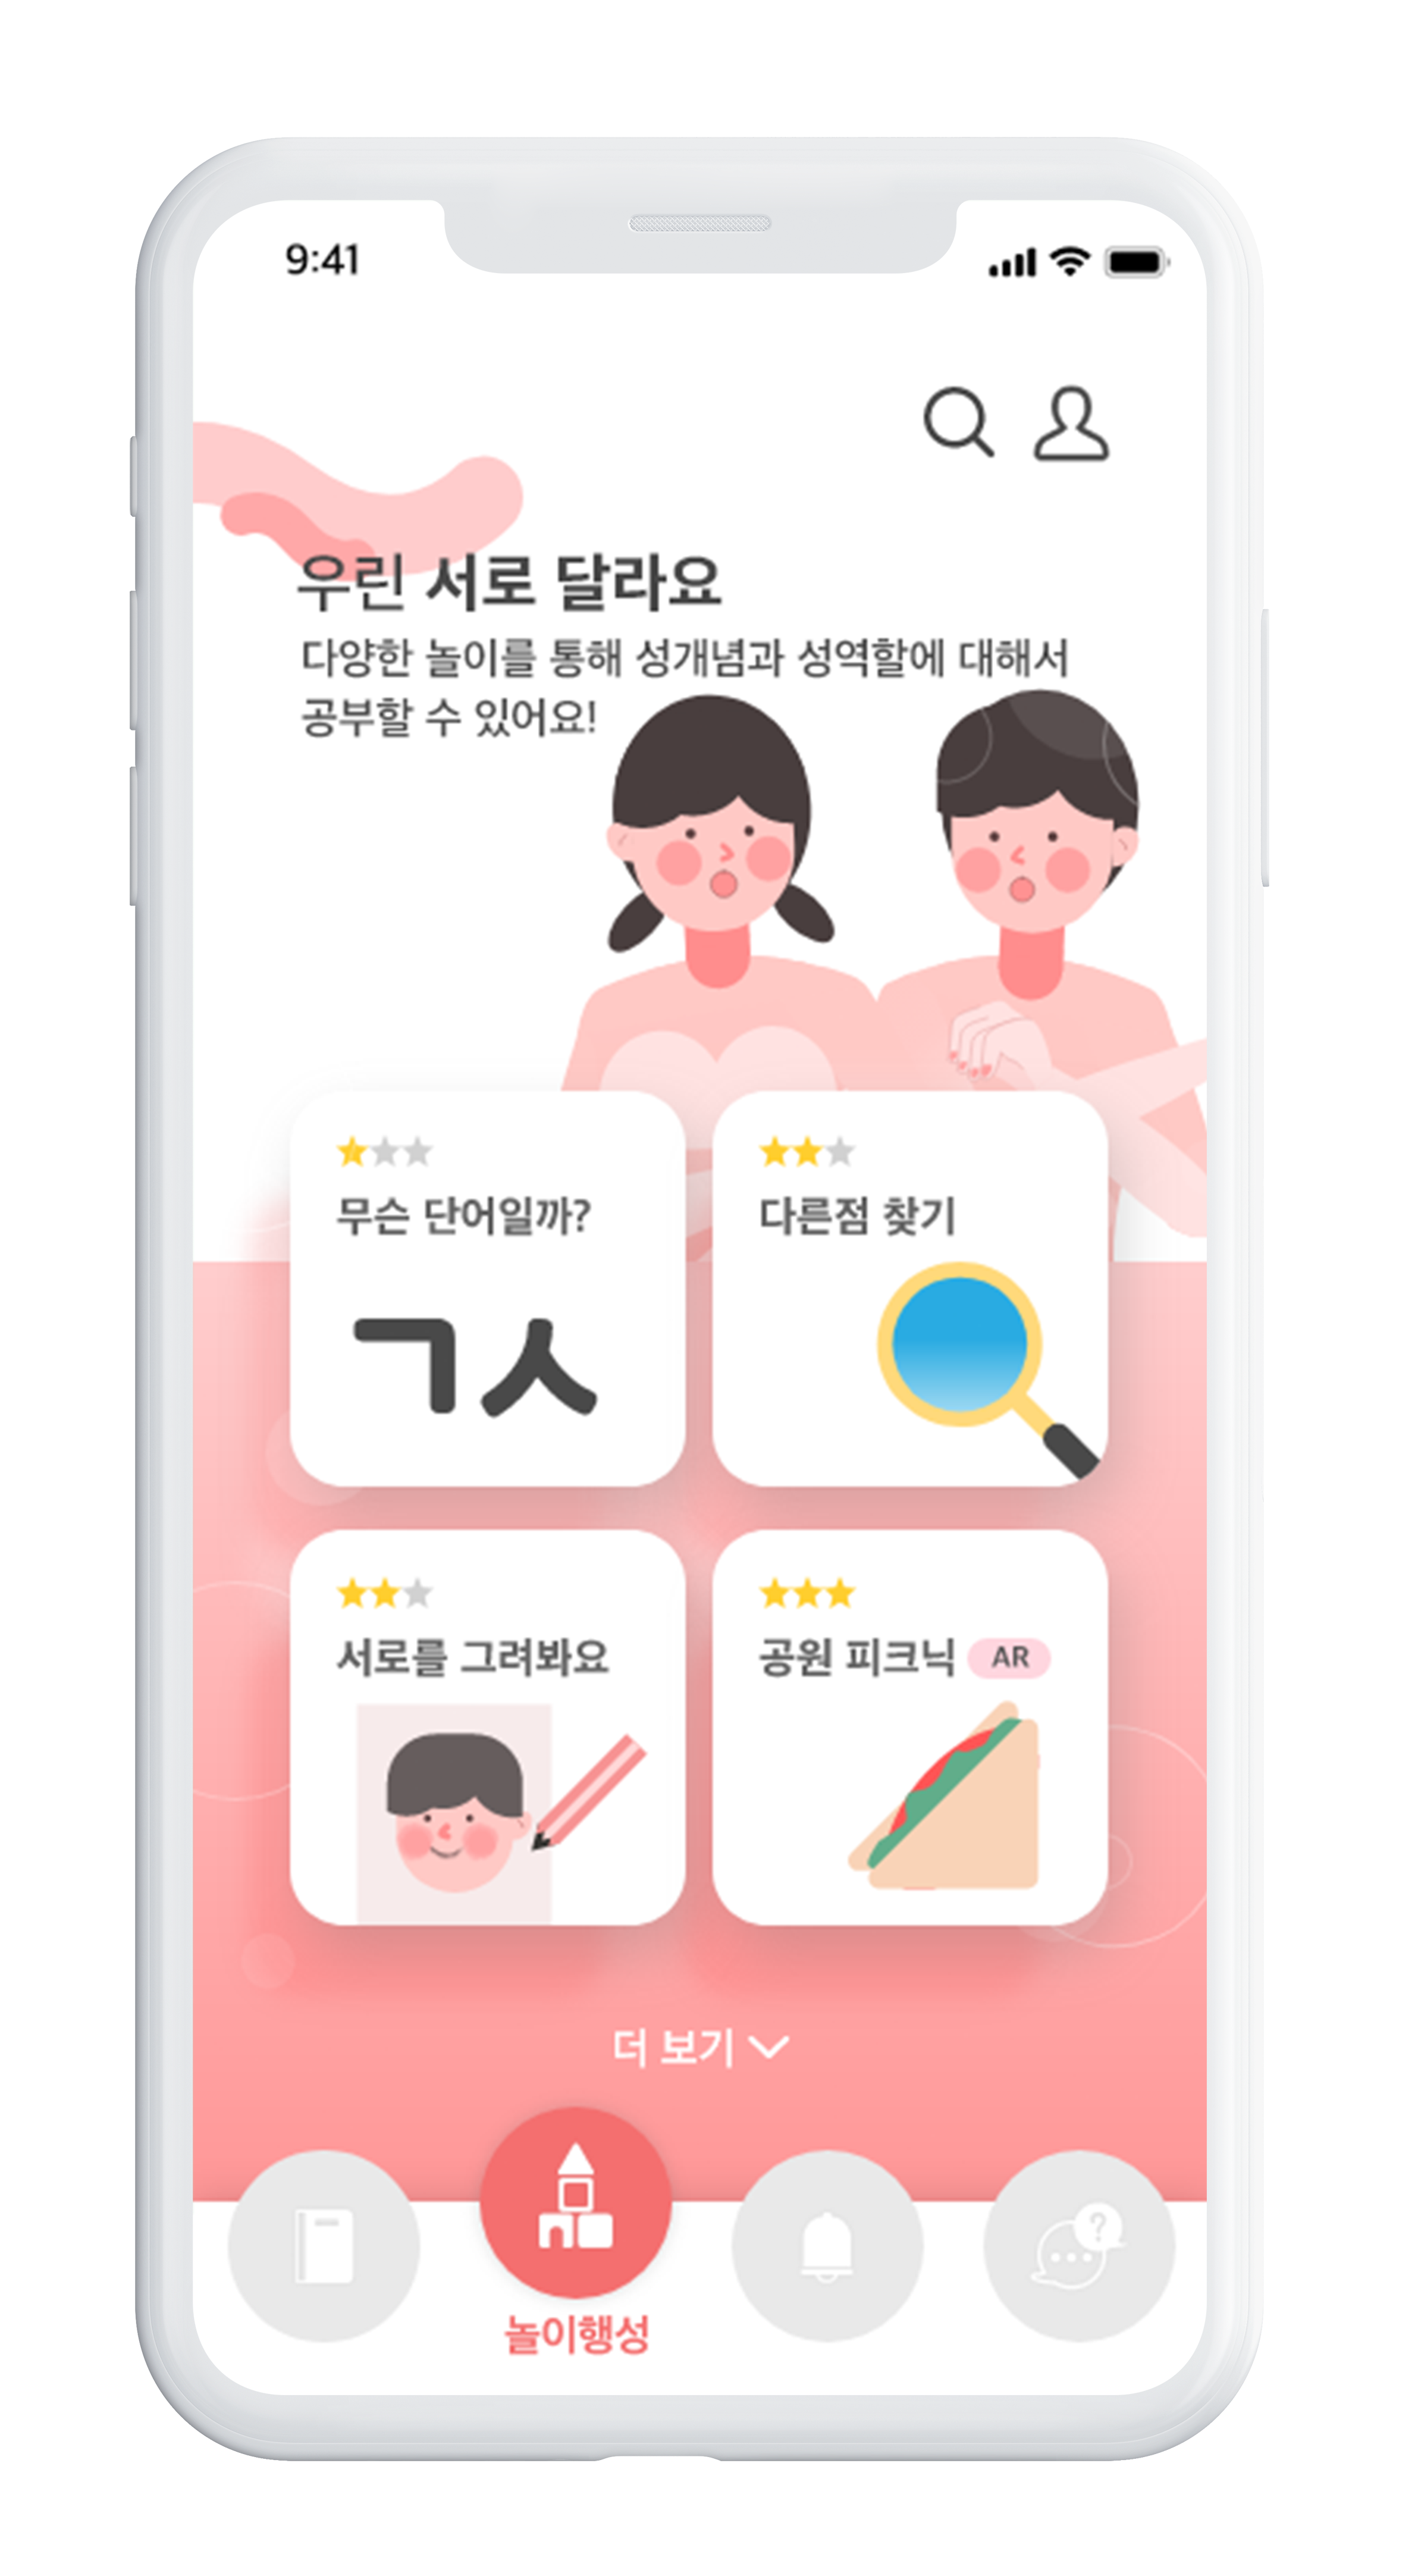 9:41
우린 서로 달라요
다양한 놀이를 통해 성개념과 성역할에 대해서
공부할 수 있어요!
무슨 단어일까?
ㄱㅅ
다른점 찾기
서로를 그려봐요
공원 피크닉 AR
더 보기
?
놀이행성